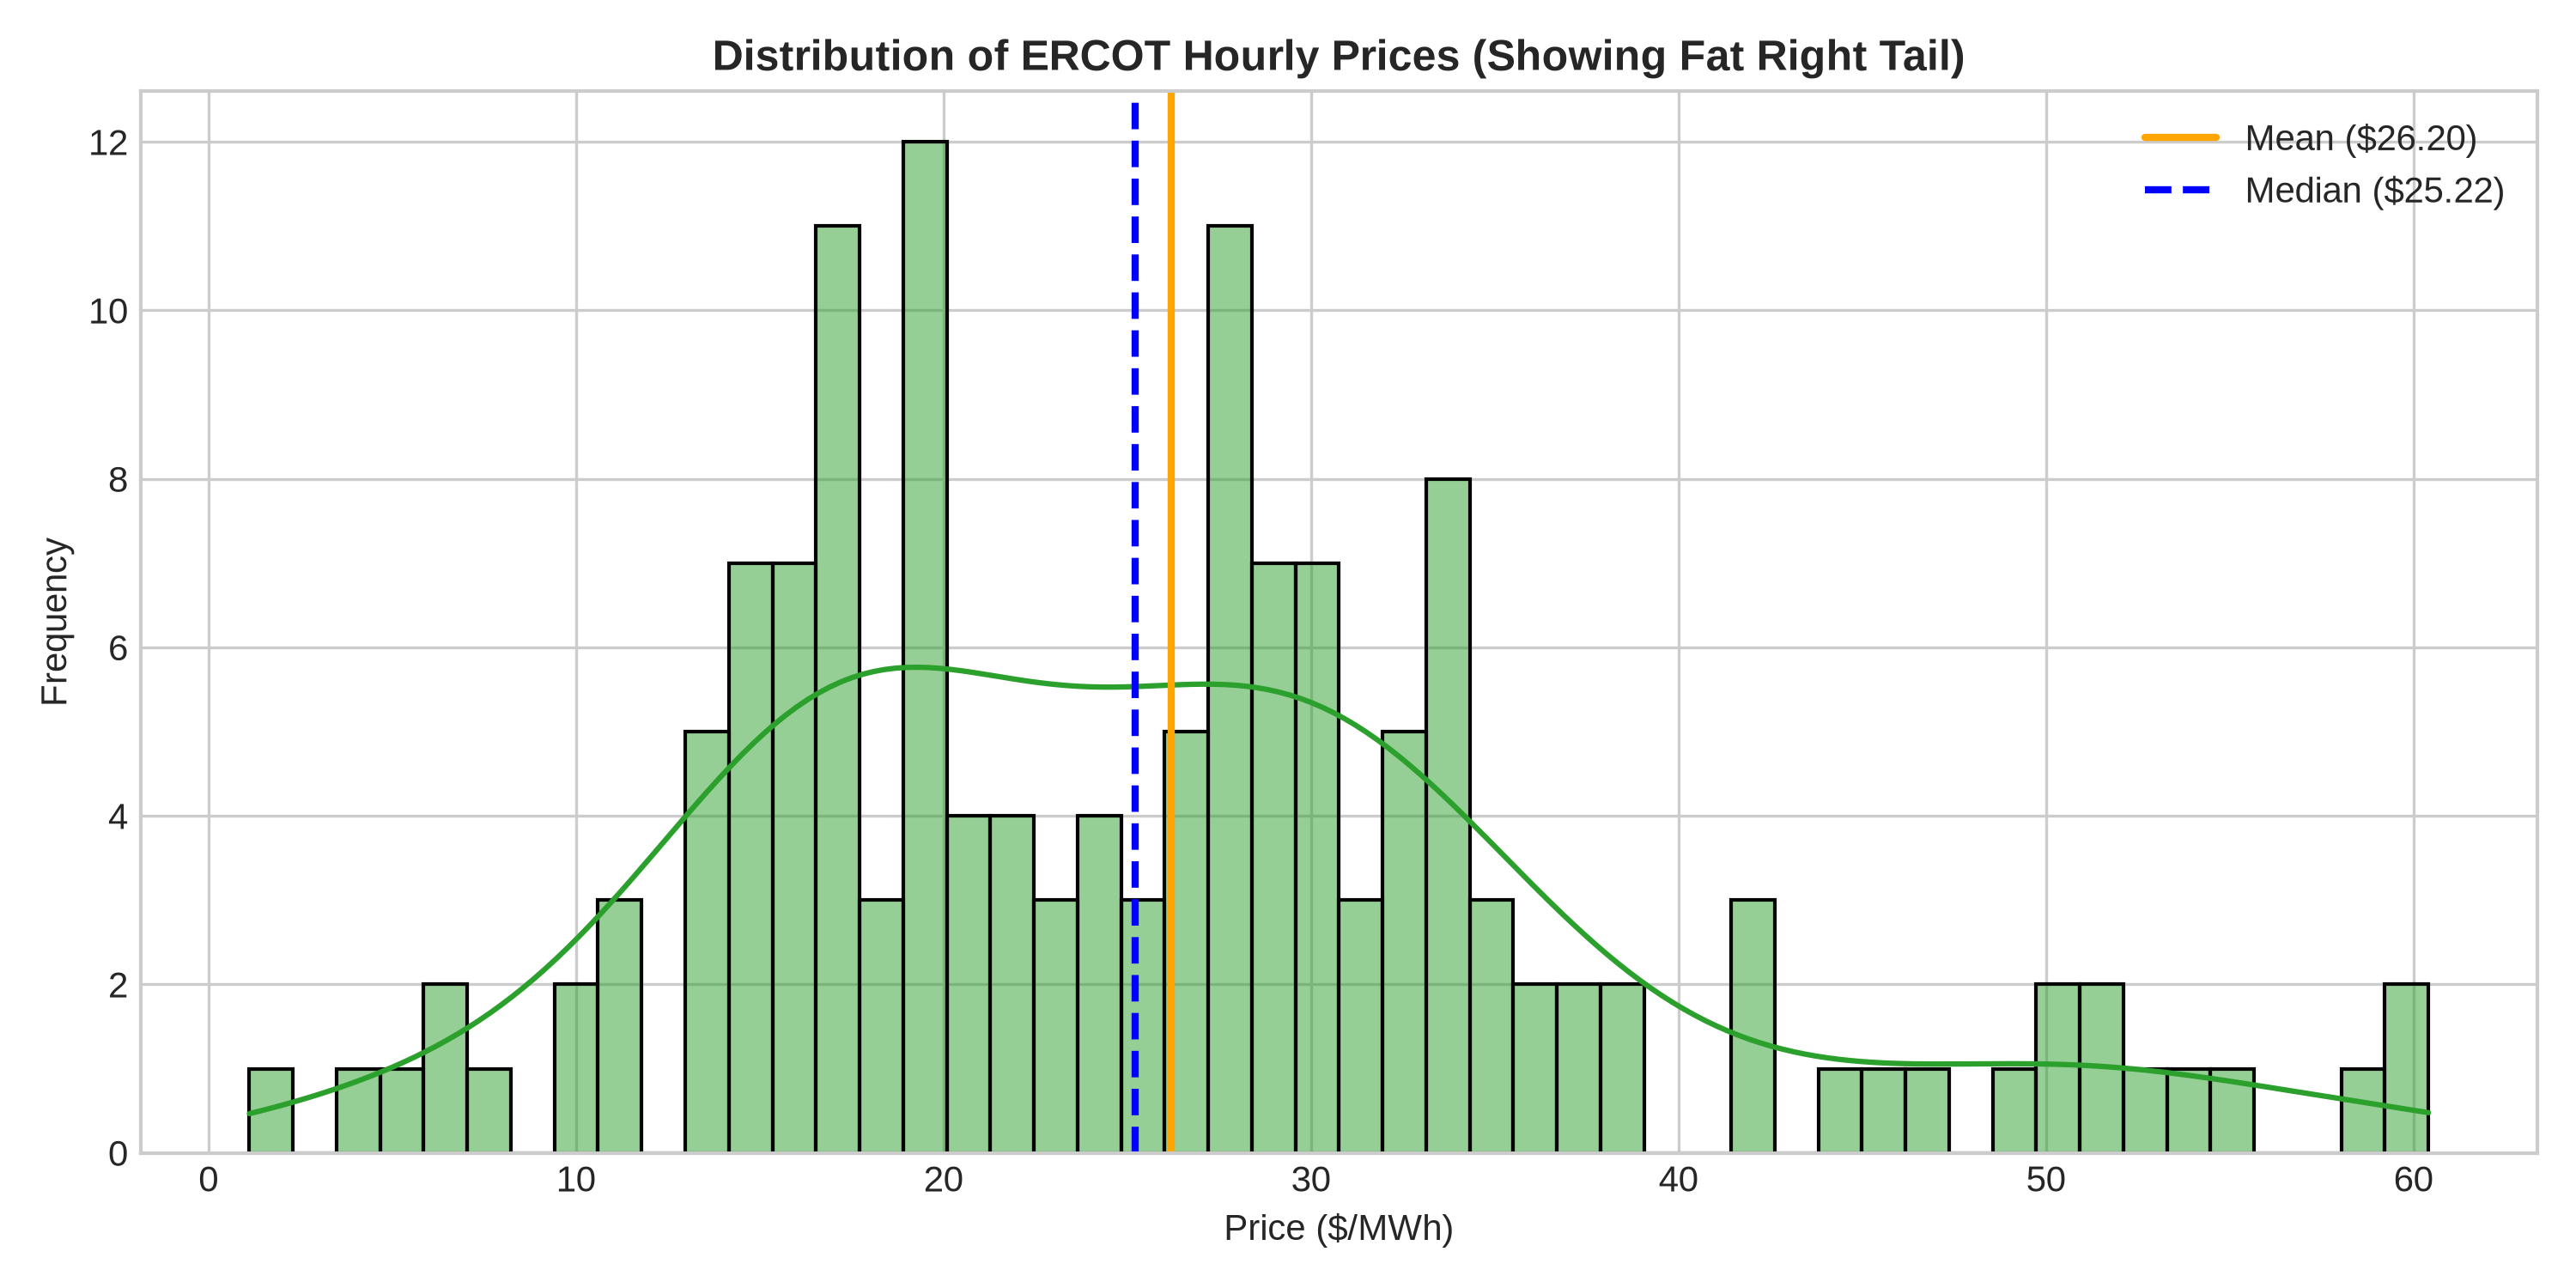 Distribution of ERCOT Hourly Prices (Showing Fat Right Tail)
Mean ($26.20)
Median ($25.22)
12
10
8
6
4
2
0
Frequency
0 10 20 30 40 50 60
Price ($/MWh)